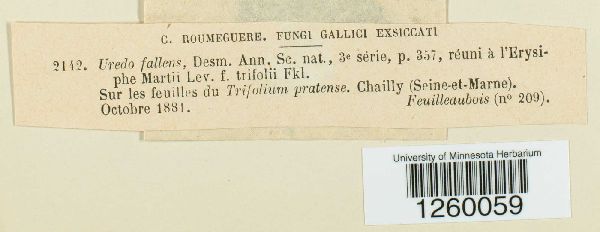 C. ROUMEGUERE. FUNGI GALLICI EXSICCATI
2142. Uredo fallens, Desm. Ann. Sc. nat., 3e série, p. 357, réuni à l'Erysi-
phe Martii Lev. f. trifolii Fkl.
Sur les feuilles du Trifolium pratense. Chailly (Seine-et-Marne).
Octobre 1881. Feuilleaubois (no 209).
University of Minnesota Herbarium
1260059